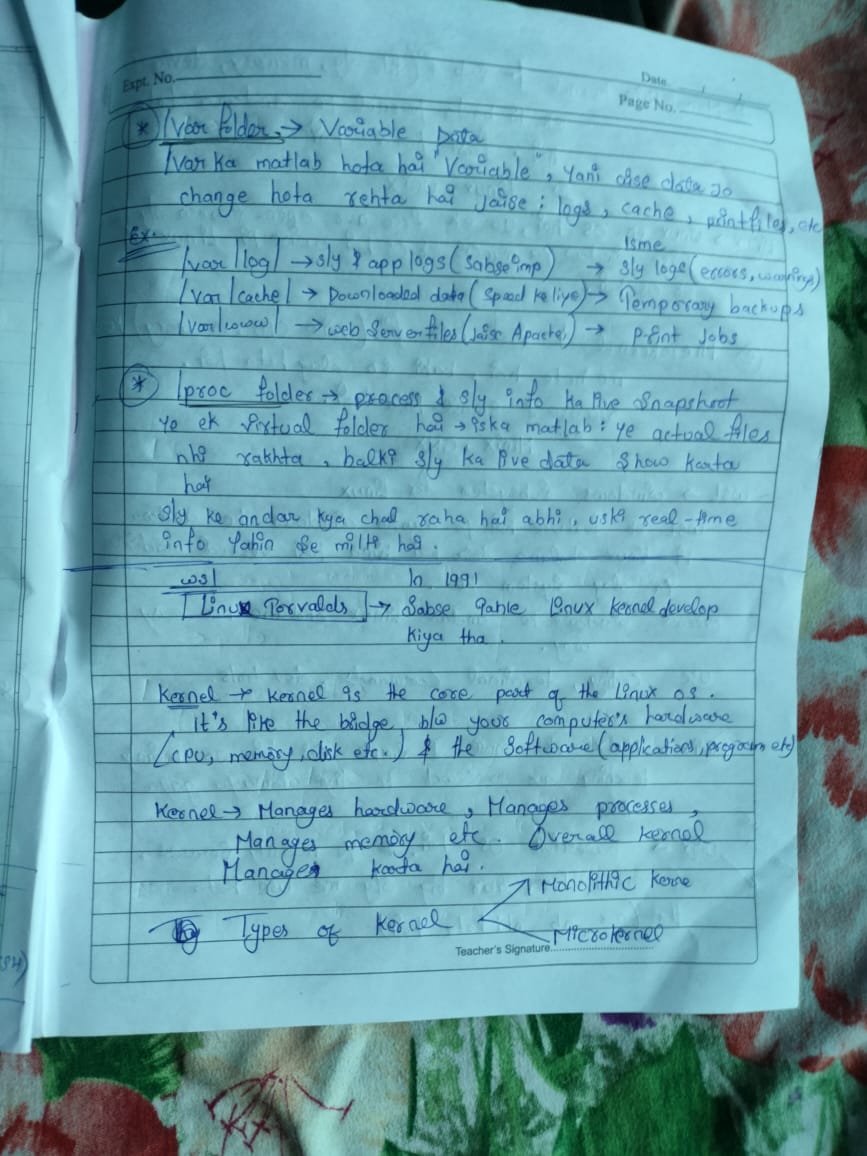 Expt. No.
Date
Page No.
* /var folder → Variable Data
/var ka matlab hota hai "Variable", yani aise data jo
change hota rehta hai jaise : logs, cache, print files, etc
Ex:-
Isme
/var/log/ → s/y & app logs (sabse imp) → s/y logs (errors, warnings)
/var/cache/ → Downloaded data (speed ke liye) → Temporary backups
/var/www/ → web server files (jaise Apache) → Print Jobs
* /proc folder → process & s/y info ka live snapshoot
ye ek virtual folder hai → iska matlab : ye actual files
nhi rakhta, balki s/y ka live data show karta
hai
s/y ke andar kya chal raha hai abhi, uski real-time
info yahin se milti hai.
wsl In 1991
Linux Torvalds → Sabse pahle linux kernel develop
kiya tha.
Kernel → Kernel is the core part of the linux os.
It's like the bidge b/w your computer's hardware
(CPU, memory, disk etc.) & the software (applications, program etc)
Kernel → Manages hardware, Manages processes,
Manages memory etc. Overall kernel
Manages karta hai.
Monolithic kerne
Types of Kernel
Microkernel
Teacher's Signature